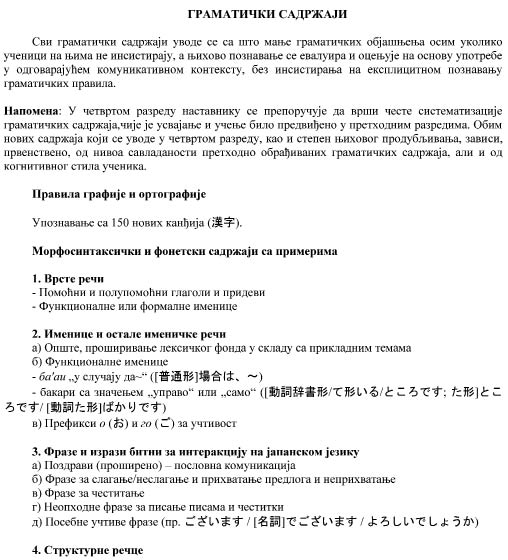 ГРАМАТИЧКИ САДРЖАЈИ
Сви граматички садржаји уводе се са што мање граматичких објашњења осим уколико
ученици на њима не инсистирају, а њихово познавање се евалуира и оцењује на основу употребе
у одговарајућем комуникативном контексту, без инсистирања на експлицитном познавању
граматичких правила.
Напомена: У четвртом разреду наставнику се препоручује да врши честе систематизације
граматичких садржаја,чије је усвајање и учење било предвиђено у претходним разредима. Обим
нових садржаја који се уводе у четвртом разреду, као и степен њиховог продубљивања, зависи,
првенствено, од нивоа савладаности претходно обрађиваних граматичких садржаја, али и од
когнитивног стила ученика.
Правила графије и ортографије
Упознавање са 150 нових канђија (漢字).
Морфосинтаксички и фонетски садржаји са примерима
1. Врсте речи
- Помоћни и полупомоћни глаголи и придеви
- Функционалне или формалне именице
2. Именице и остале именичке речи
а) Опште, проширивање лексичког фонда у складу са прикладним темама
б) Функционалне именице
- ба'аи „у случају да~“ ([普通形]場合は、～)
- бакари са значењем „управо“ или „само“ ([動詞辞書形/て形いる/ところです; た形]とこ
ろです/ [動詞た形]ばかりです)
в) Префикси о (お) и го (ご) за учтивост
3. Фразе и изрази битни за интеракцију на јапанском језику
а) Поздрави (проширено) – пословна комуникација
б) Фразе за слагање/неслагање и прихватање предлога и неприхватање
в) Фразе за честитање
г) Неопходне фразе за писање писама и честитки
д) Посебне учтиве фразе (пр. ございます / [名詞]でございます / よろしいでしょうか)
4. Структурне речце